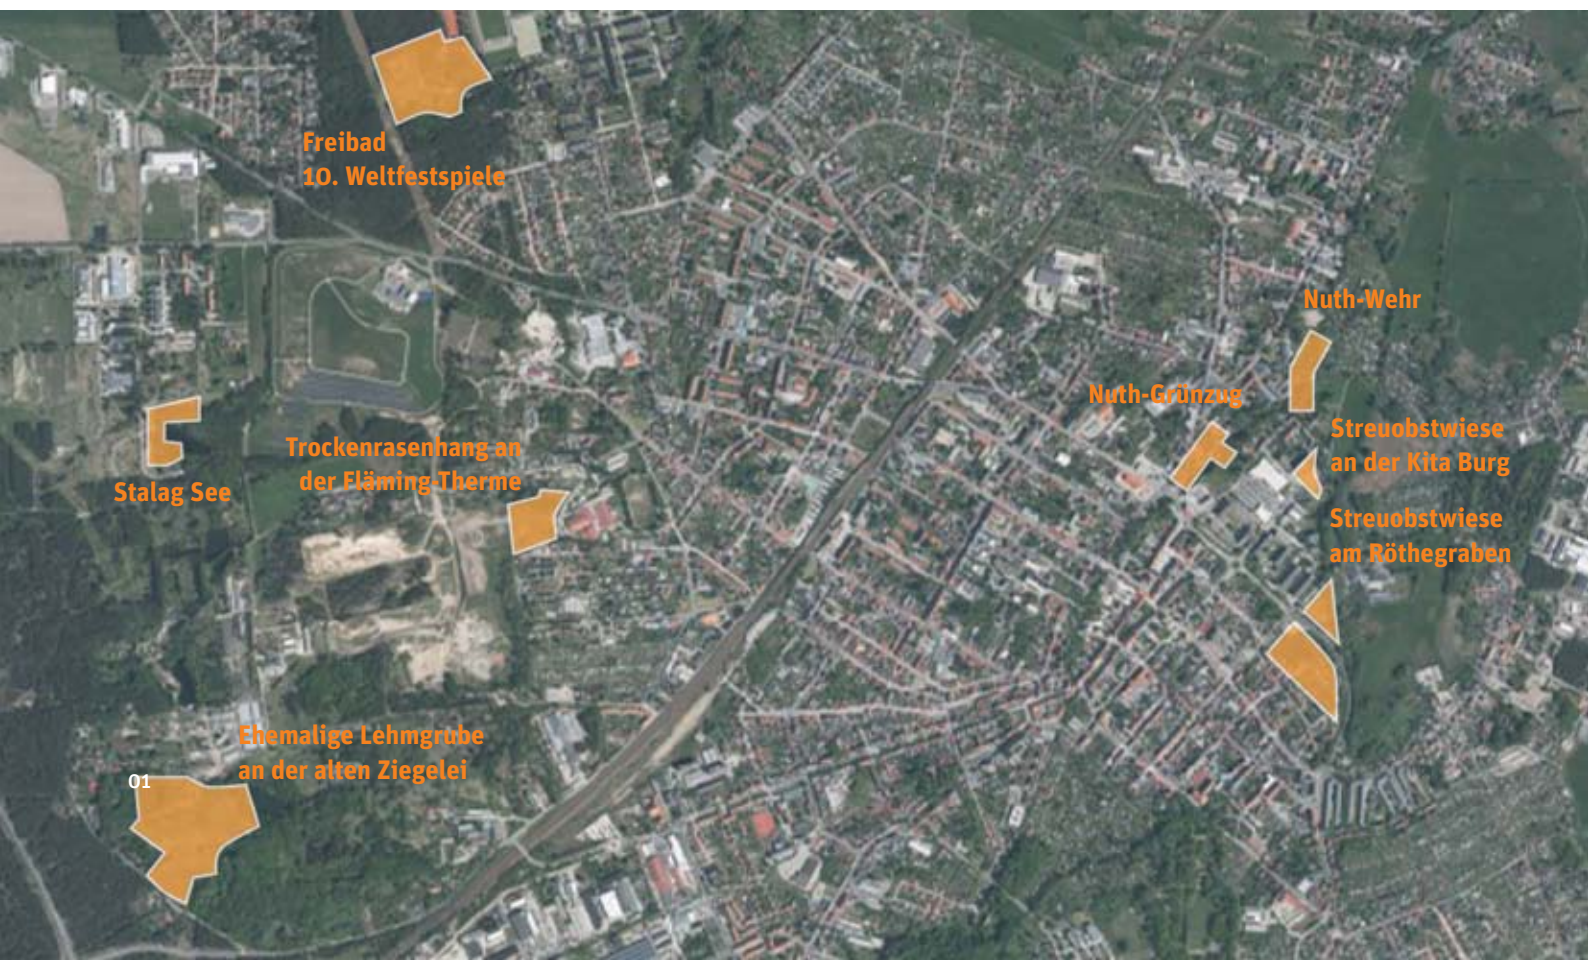 Freibad
10. Weltfestspiele
Nuth-Wehr
Nuth-Grünzug
Streuobstwiese
an der Kita Burg
Trockenrasenhang an
der Fläming-Therme
Stalag See
Streuobstwiese
am Röthegraben
Ehemalige Lehmgrube
an der alten Ziegelei
01